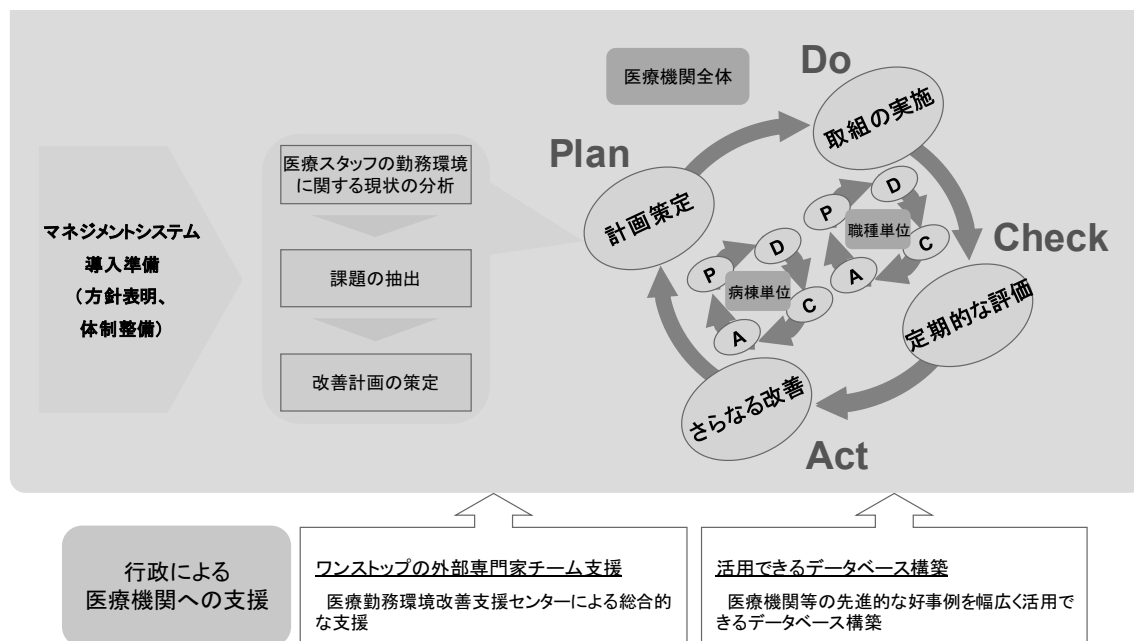 マネジメントシステム
導入準備
(方針表明、
体制整備)
医療スタッフの勤務環境
に関する現状の分析
課題の抽出
改善計画の策定
医療機関全体
Plan
計画策定
Do
取組の実施
Check
定期的な評価
Act
さらなる改善
P
D
C
A
職種単位
P
D
C
A
病棟単位
行政による
医療機関への支援
ワンストップの外部専門家チーム支援
医療勤務環境改善支援センターによる総合的
な支援
活用できるデータベース構築
医療機関等の先進的な好事例を幅広く活用で
きるデータベース構築